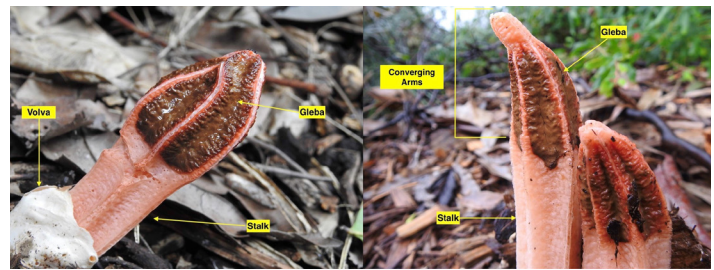 Volva
Gleba
Stalk
Gleba
Converging
Arms
Stalk